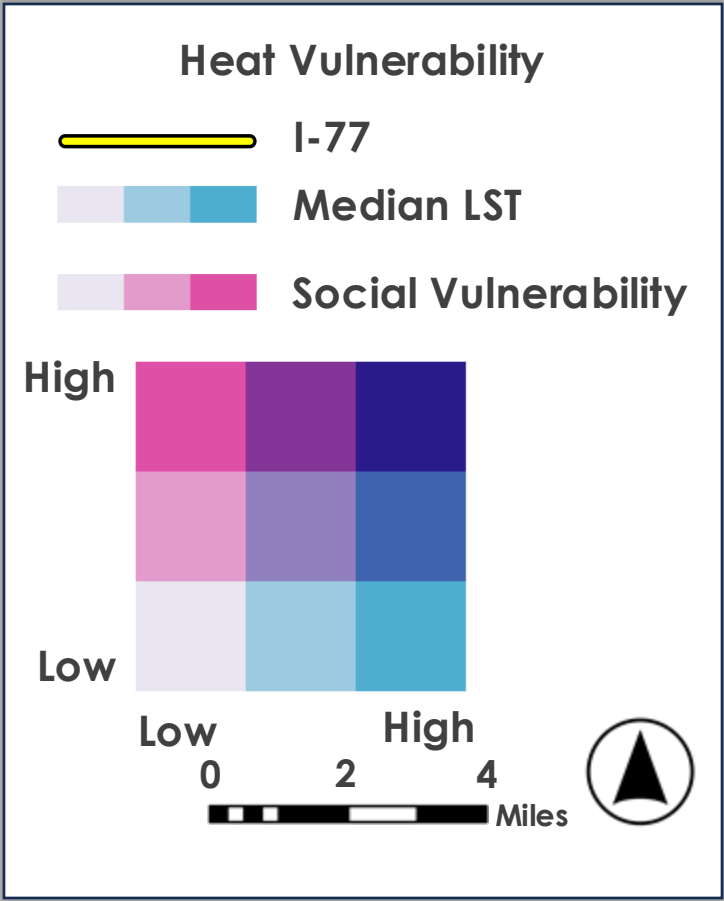 Heat Vulnerability
I-77
Median LST
Social Vulnerability
High
Low
Low High
0 2 4
Miles